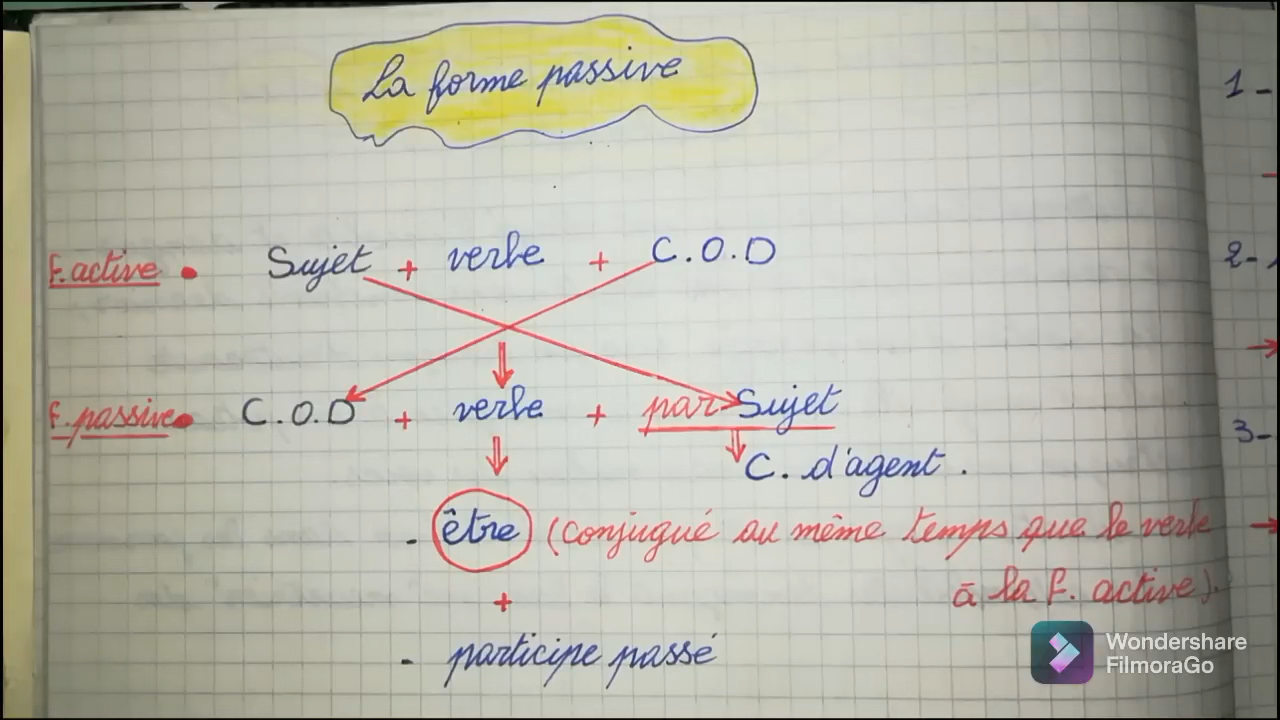 La forme passive
1-
F. active • Sujet + verbe + C.O.D
2-
F. passive • C.O.D + verbe + par Sujet
C. d'agent.
3-
- être (conjugué au même temps que le verbe
à la F. active).
+
- participe passé
Wondershare
FilmoraGo